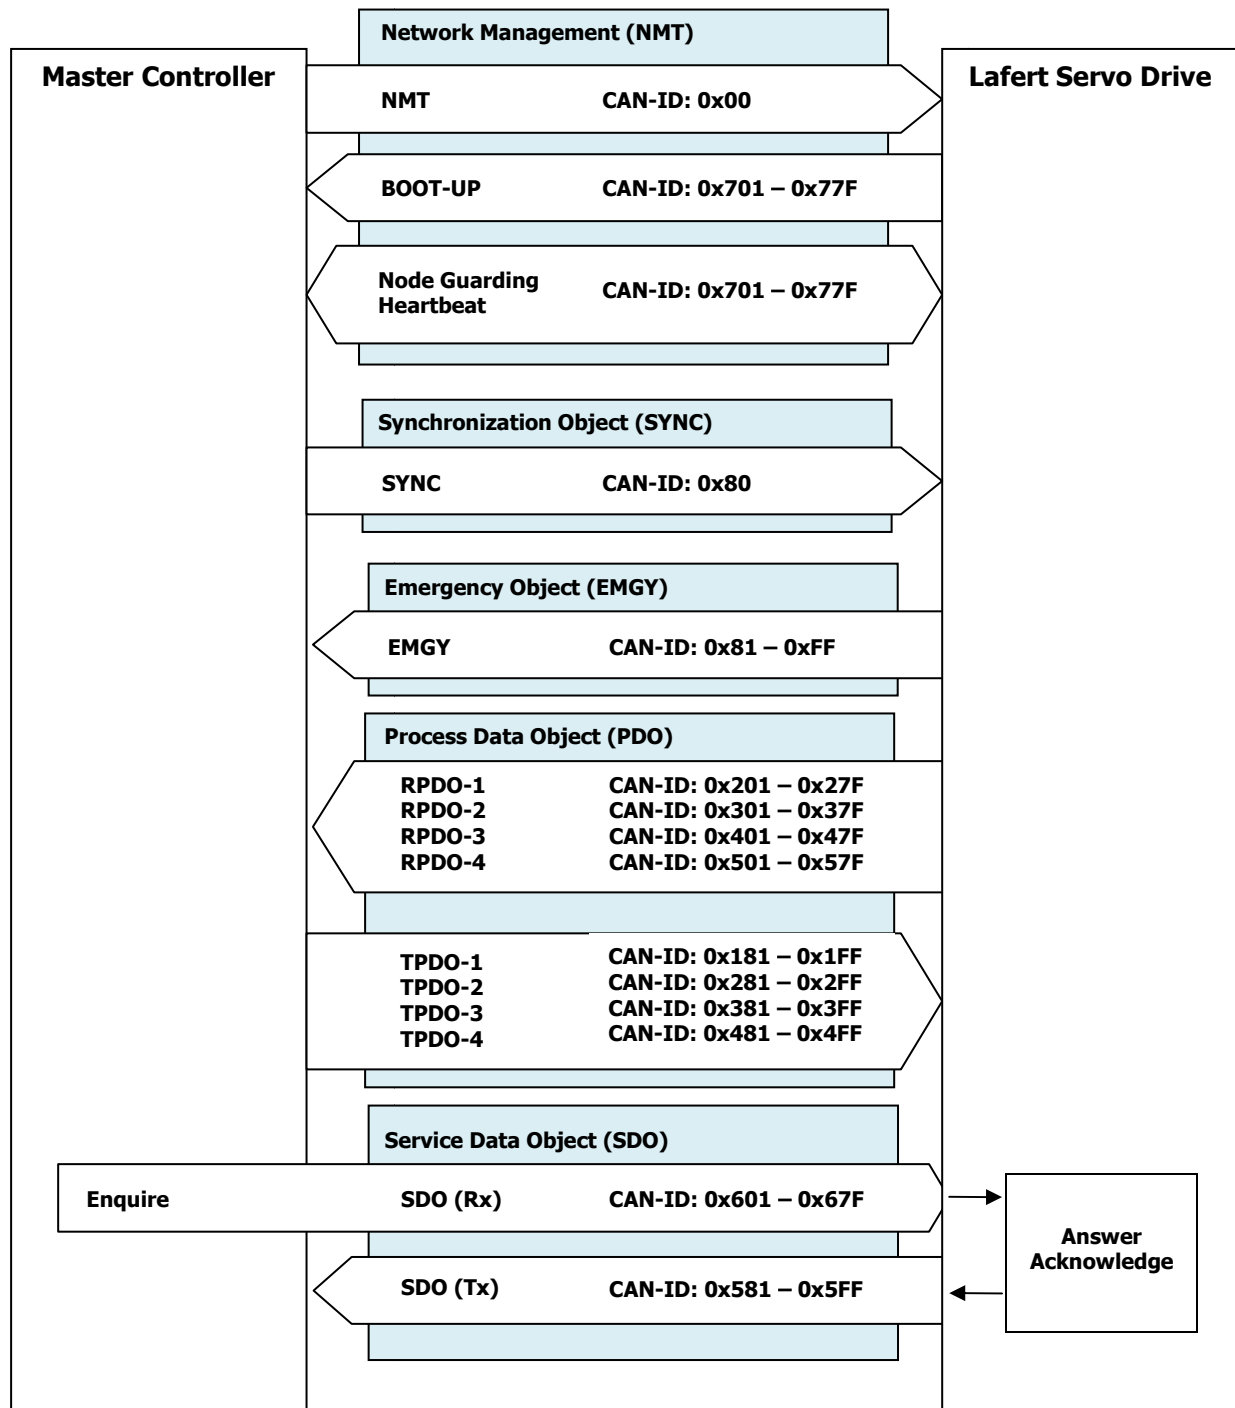 Network Management (NMT)
Master Controller
Lafert Servo Drive
NMT CAN-ID: 0x00
BOOT-UP CAN-ID: 0x701 – 0x77F
Node Guarding CAN-ID: 0x701 – 0x77F
Heartbeat
Synchronization Object (SYNC)
SYNC CAN-ID: 0x80
Emergency Object (EMGY)
EMGY CAN-ID: 0x81 – 0xFF
Process Data Object (PDO)
RPDO-1 CAN-ID: 0x201 – 0x27F
RPDO-2 CAN-ID: 0x301 – 0x37F
RPDO-3 CAN-ID: 0x401 – 0x47F
RPDO-4 CAN-ID: 0x501 – 0x57F
TPDO-1 CAN-ID: 0x181 – 0x1FF
TPDO-2 CAN-ID: 0x281 – 0x2FF
TPDO-3 CAN-ID: 0x381 – 0x3FF
TPDO-4 CAN-ID: 0x481 – 0x4FF
Service Data Object (SDO)
Enquire SDO (Rx) CAN-ID: 0x601 – 0x67F
Answer
Acknowledge
SDO (Tx) CAN-ID: 0x581 – 0x5FF